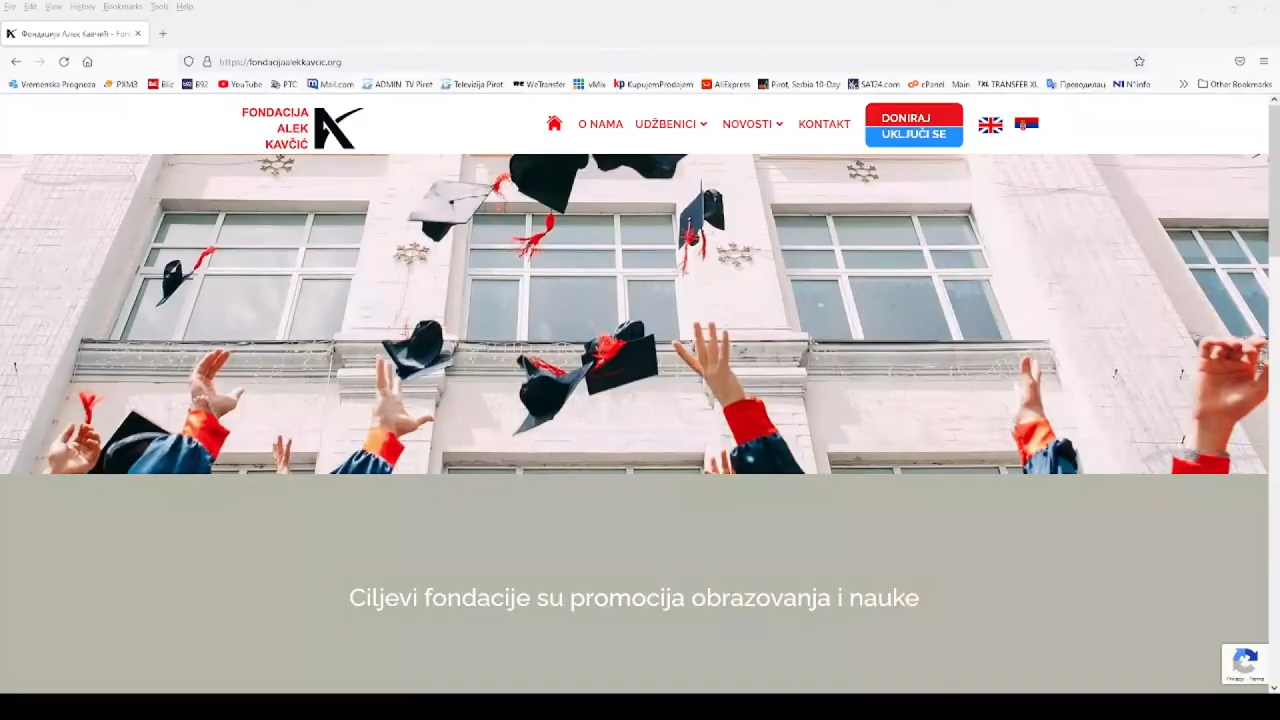 File Edit View History Bookmarks Tools Help
Фондација Алек Кавчић - Fon
https://fondacijaalekkavcic.org
Vremenska Prognoza PXM3 Blic B92 YouTube PTC Mail.com ADMIN TV Pirot Televizija Pirot WeTransfer vMix KupujemProdajem AliExpress Pirot, Serbia 10-Day SAT24.com cPanel Main TXL TRANSFER XL Преводилац N1info Other Bookmarks
FONDACIJA
ALEK
KAVČIĆ
O NAMA UDŽBENICI NOVOSTI KONTAKT DONIRAJ
UKLJUČI SE
Ciljevi fondacije su promocija obrazovanja i nauke
Privacy Terms